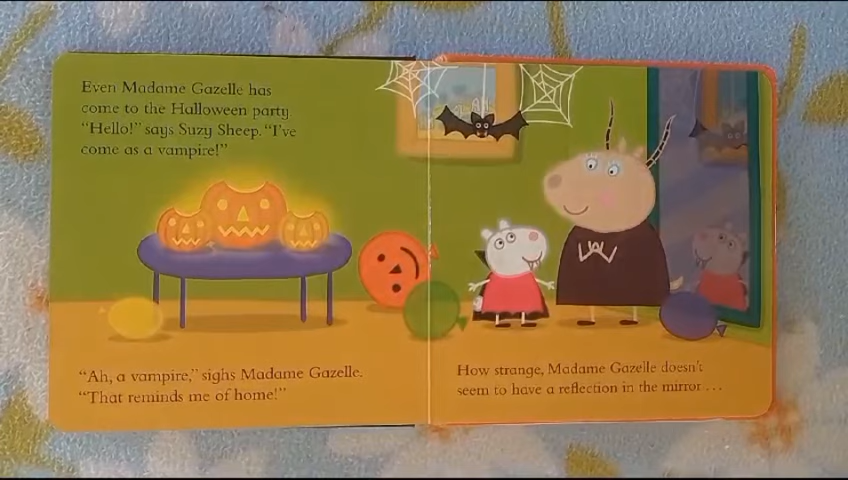 Even Madame Gazelle has
come to the Halloween party
“Hello!” says Suzy Sheep. “I’ve
come as a vampire!”
“Ah, a vampire,” sighs Madame Gazelle.
“That reminds me of home!”
How strange, Madame Gazelle doesn’t
seem to have a reflection in the mirror . . .